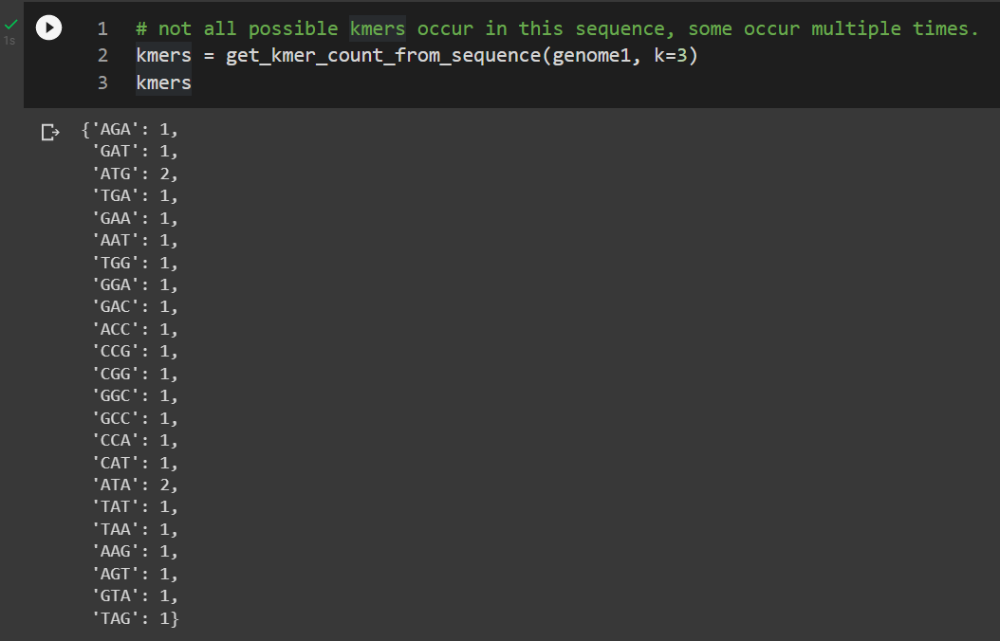 1s
1 # not all possible kmers occur in this sequence, some occur multiple times.
2 kmers = get_kmer_count_from_sequence(genome1, k=3)
3 kmers
{'AGA': 1,
'GAT': 1,
'ATG': 2,
'TGA': 1,
'GAA': 1,
'AAT': 1,
'TGG': 1,
'GGA': 1,
'GAC': 1,
'ACC': 1,
'CCG': 1,
'CGG': 1,
'GGC': 1,
'GCC': 1,
'CCA': 1,
'CAT': 1,
'ATA': 2,
'TAT': 1,
'TAA': 1,
'AAG': 1,
'AGT': 1,
'GTA': 1,
'TAG': 1}